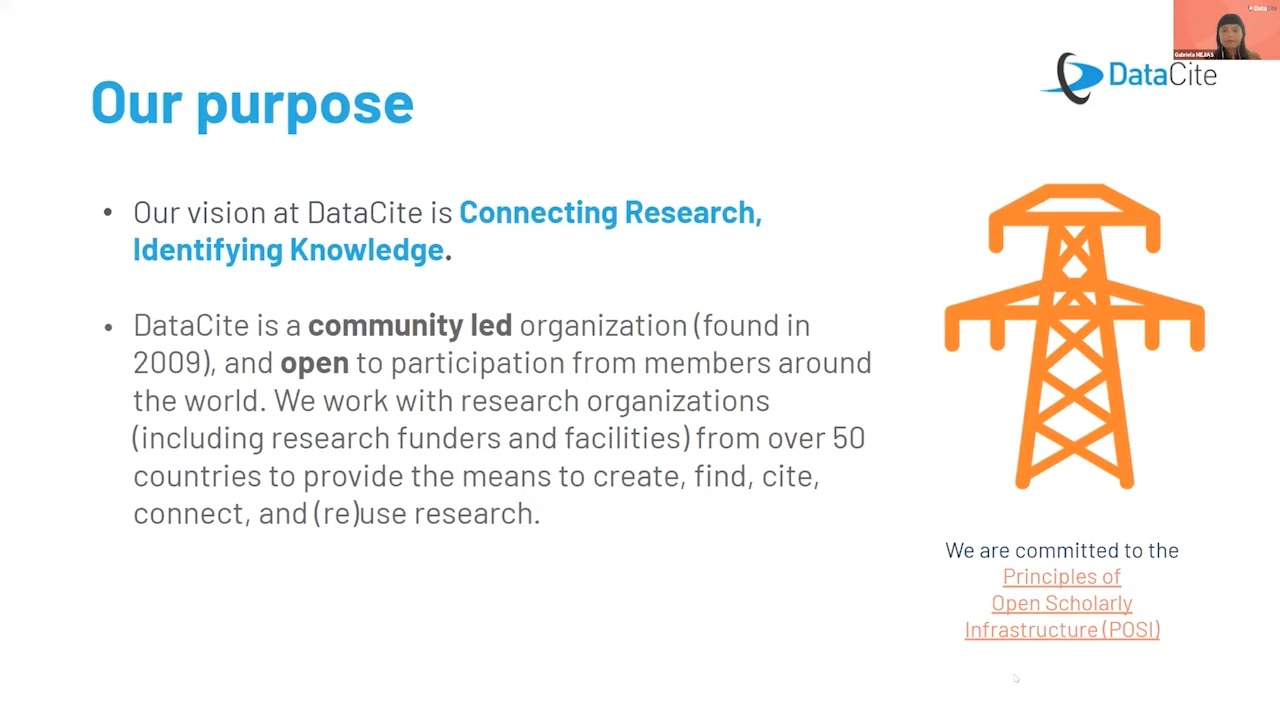 DataCite
Gabriela MEJIAS
DataCite
Our purpose
• Our vision at DataCite is Connecting Research,
Identifying Knowledge.
• DataCite is a community led organization (found in
2009), and open to participation from members around
the world. We work with research organizations
(including research funders and facilities) from over 50
countries to provide the means to create, find, cite,
connect, and (re)use research.
We are committed to the
Principles of
Open Scholarly
Infrastructure (POSI)